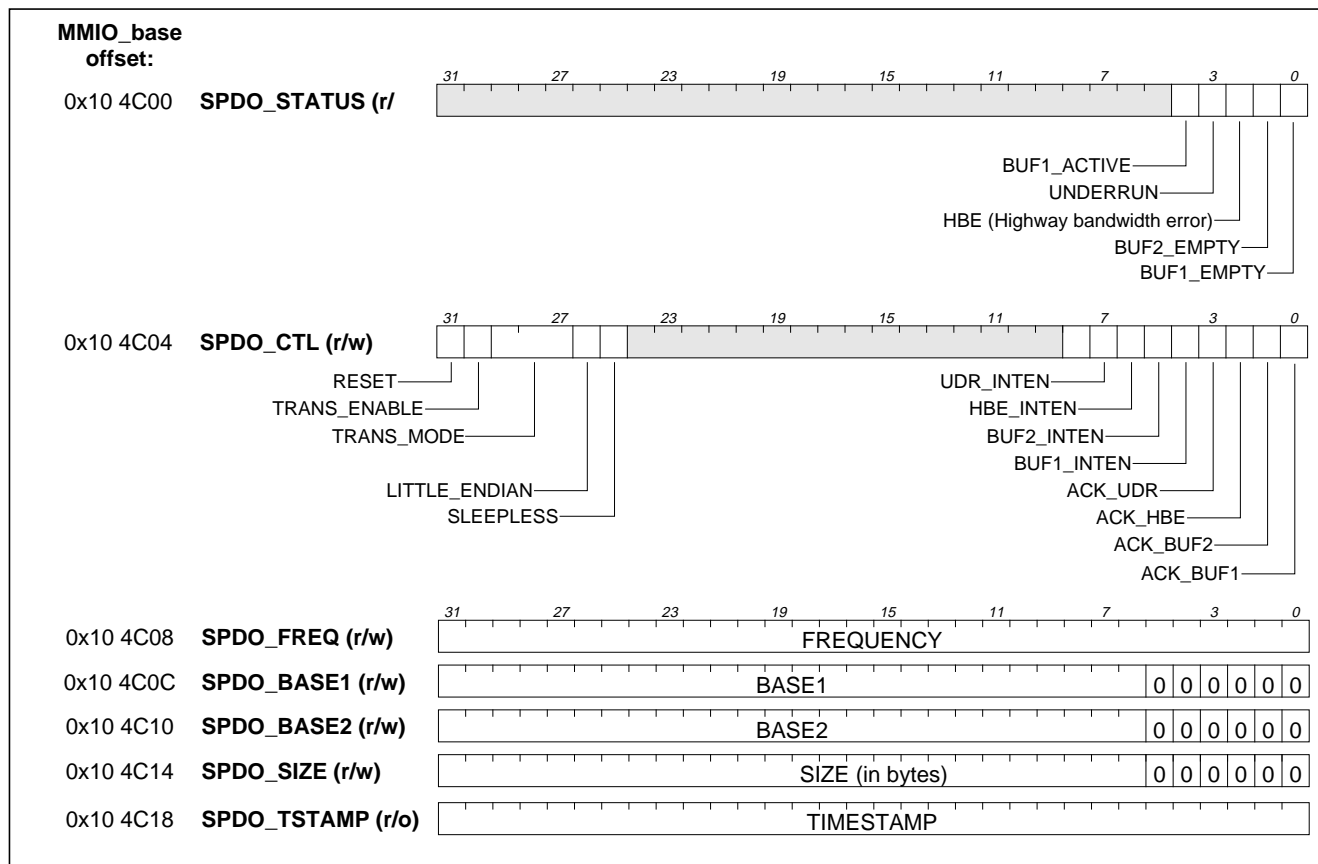 MMIO_base
offset:
31 27 23 19 15 11 7 3 0
0x10 4C00 SPDO_STATUS (r/
BUF1_ACTIVE
UNDERRUN
HBE (Highway bandwidth error)
BUF2_EMPTY
BUF1_EMPTY
31 27 23 19 15 11 7 3 0
0x10 4C04 SPDO_CTL (r/w)
RESET UDR_INTEN
TRANS_ENABLE HBE_INTEN
TRANS_MODE BUF2_INTEN
BUF1_INTEN
LITTLE_ENDIAN ACK_UDR
SLEEPLESS ACK_HBE
ACK_BUF2
ACK_BUF1
31 27 23 19 15 11 7 3 0
0x10 4C08 SPDO_FREQ (r/w) FREQUENCY
0x10 4C0C SPDO_BASE1 (r/w) BASE1 0 0 0 0 0 0
0x10 4C10 SPDO_BASE2 (r/w) BASE2 0 0 0 0 0 0
0x10 4C14 SPDO_SIZE (r/w) SIZE (in bytes) 0 0 0 0 0 0
0x10 4C18 SPDO_TSTAMP (r/o) TIMESTAMP